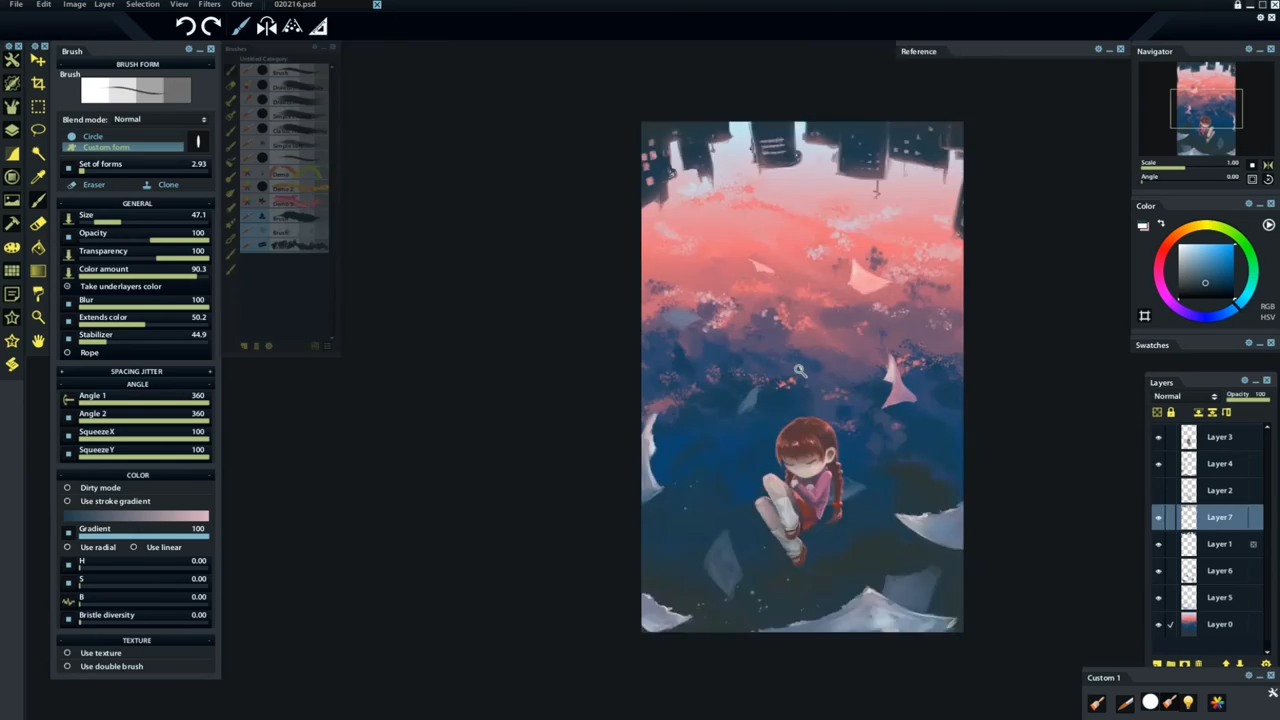 File Edit Image Layer Selection View Filters Other 020216.psd
Brush
BRUSH FORM
Brush
Blend mode: Normal
Circle
Custom form
Set of forms 2.93
Eraser Clone
GENERAL
Size 47.1
Opacity 100
Transparency 100
Color amount 90.3
Take underlayers color
Blur 100
Extends color 50.2
Stabilizer 44.9
Rope
SPACING JITTER
ANGLE
Angle 1 360
Angle 2 360
SqueezeX 100
SqueezeY 100
COLOR
Dirty mode
Use stroke gradient
Gradient 100
Use radial Use linear
H 0.00
S 0.00
B 0.00
Bristle diversity 0.00
TEXTURE
Use texture
Use double brush
Brushes
Untitled Category
Reference
Navigator
Scale 1.00
Angle 0.00
Color
RGB
HSV
Swatches
Layers
Normal Opacity 100
Layer 3
Layer 4
Layer 2
Layer 7
Layer 1
Layer 6
Layer 5
Layer 0
Custom 1